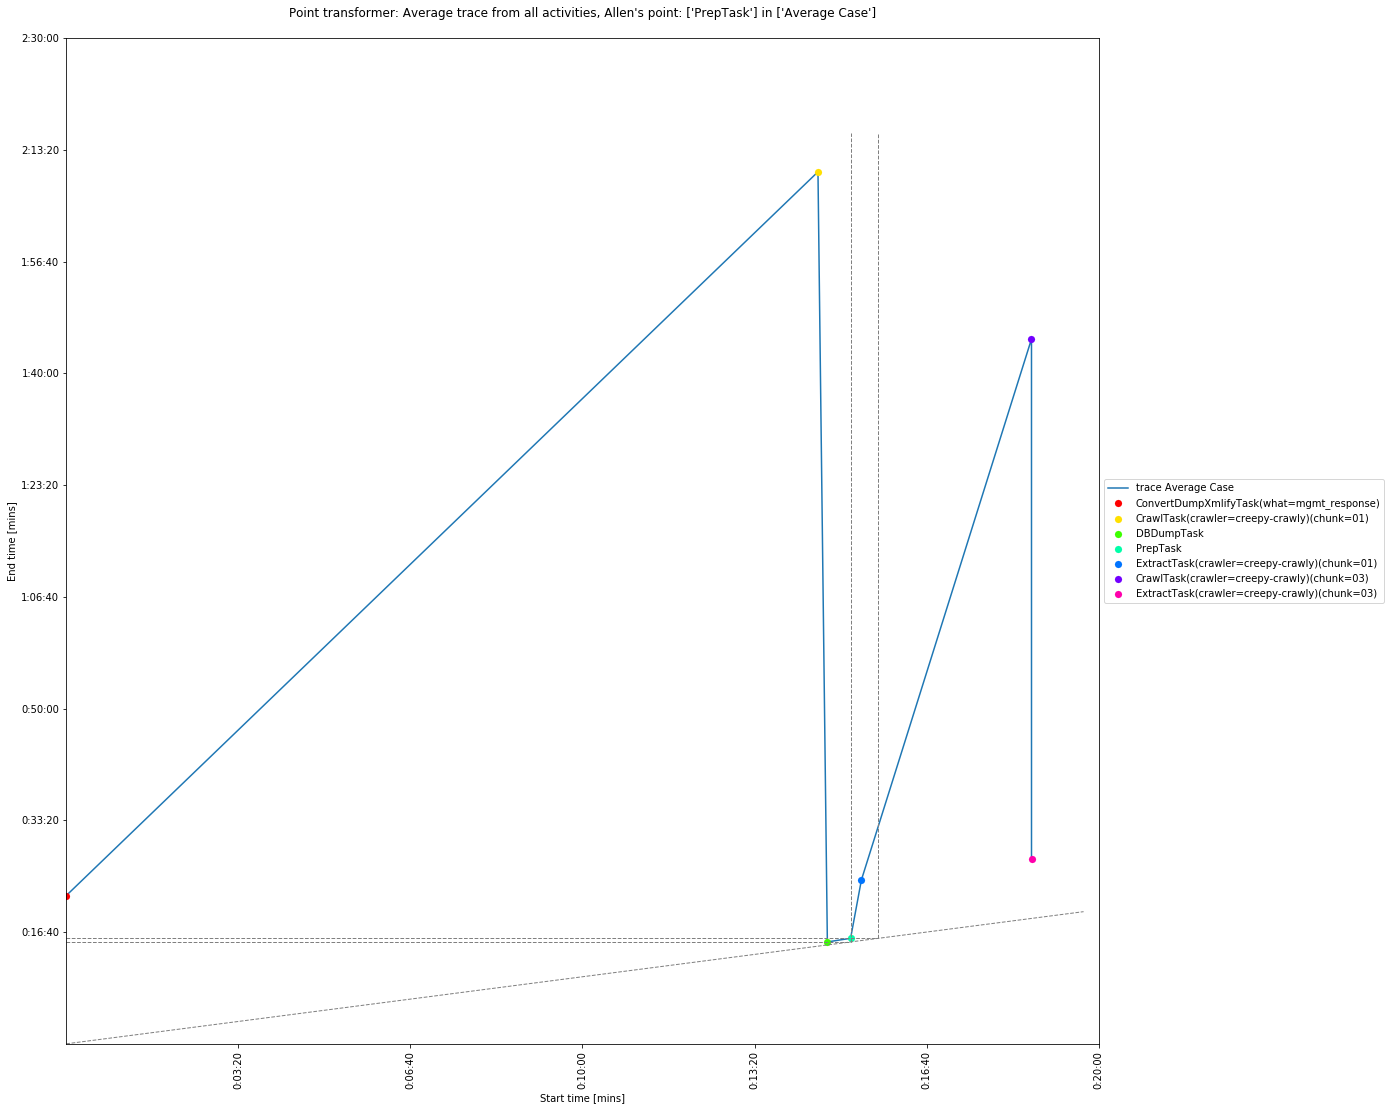 Point transformer: Average trace from all activities, Allen's point: ['PrepTask'] in ['Average Case']
2:30:00
2:13:20
1:56:40
1:40:00
1:23:20
1:06:40
0:50:00
0:33:20
0:16:40
End time [mins]
0:03:20
0:06:40
0:10:00
0:13:20
0:16:40
0:20:00
Start time [mins]
trace Average Case
ConvertDumpXmlifyTask(what=mgmt_response)
CrawlTask(crawler=creepy-crawly)(chunk=01)
DBDumpTask
PrepTask
ExtractTask(crawler=creepy-crawly)(chunk=01)
CrawlTask(crawler=creepy-crawly)(chunk=03)
ExtractTask(crawler=creepy-crawly)(chunk=03)